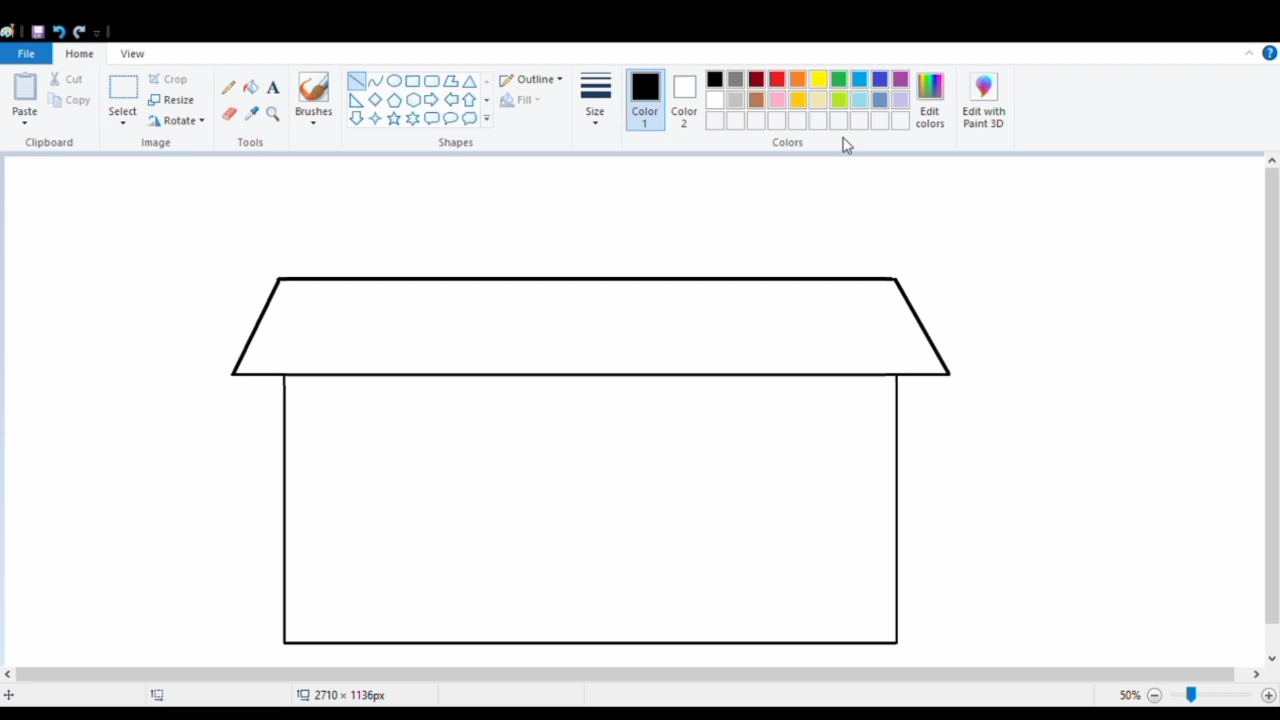 File Home View
Paste
Cut
Copy
Clipboard
Select
Crop
Resize
Rotate
Image
A
Tools
Brushes
Shapes
Outline
Fill
Size
Color 1
Color 2
Colors
Edit colors
Edit with Paint 3D
?
2710 × 1136px
50%